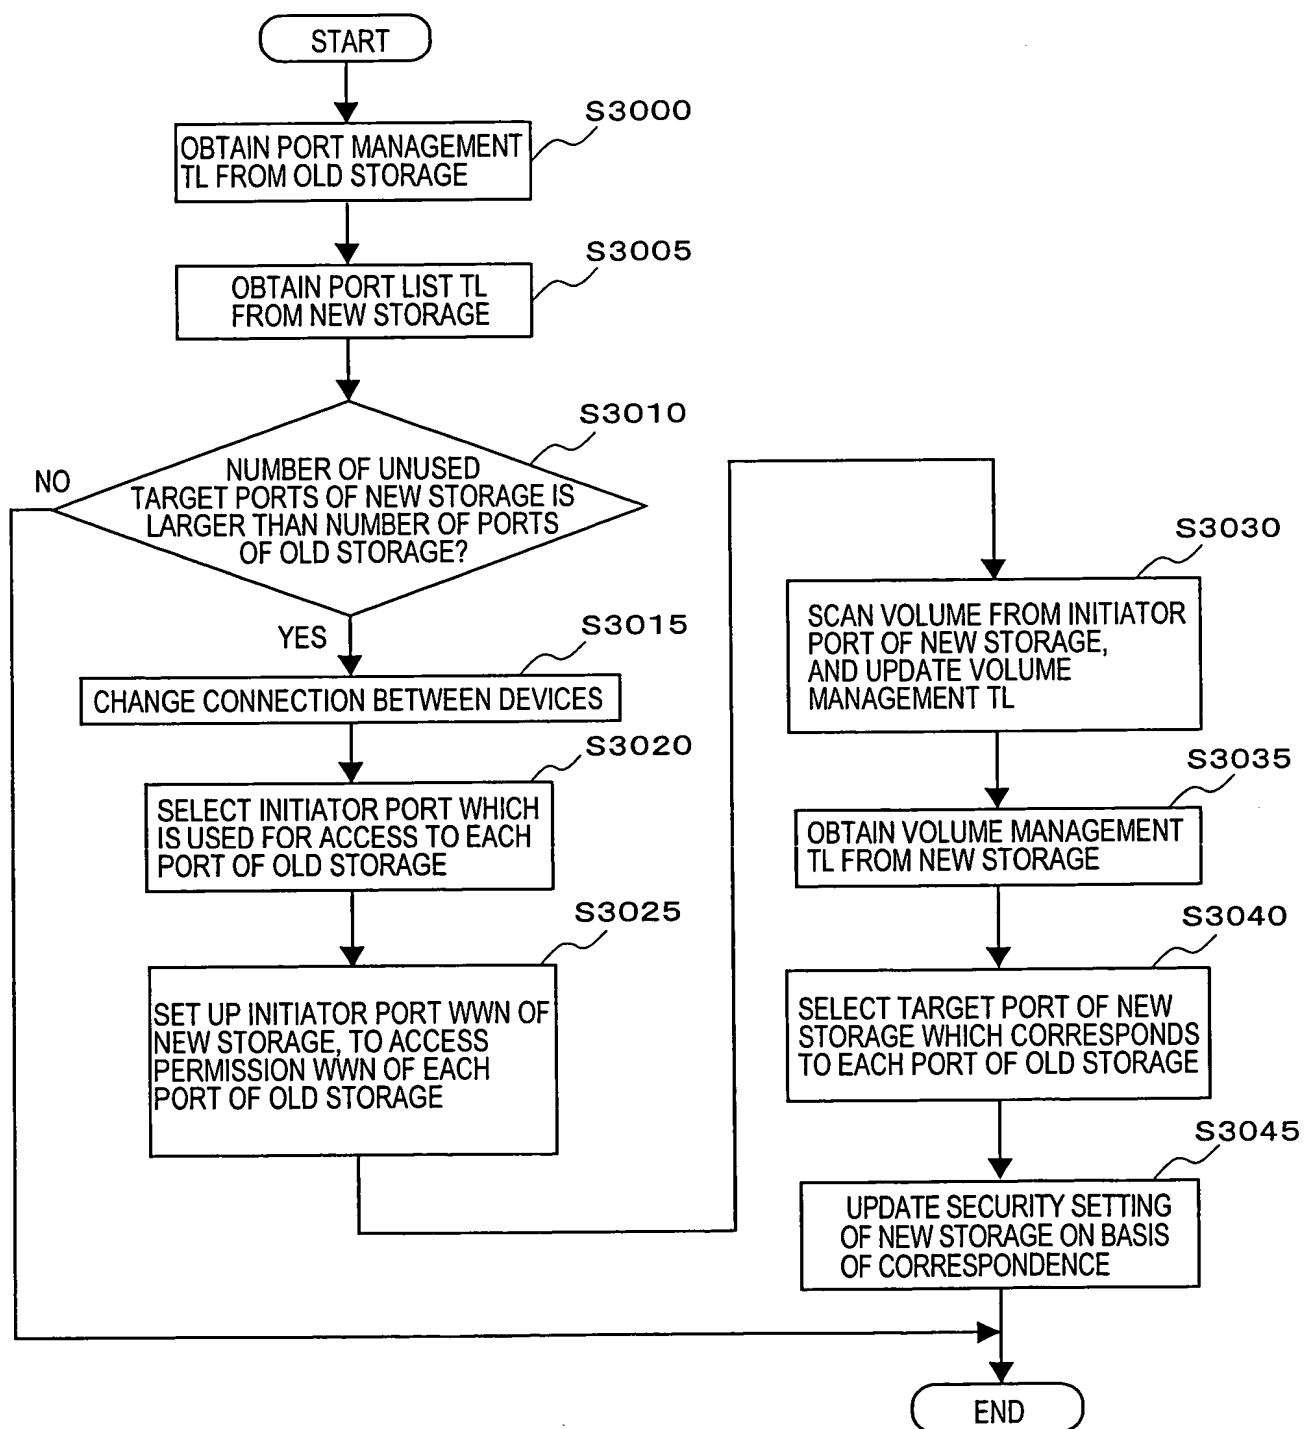 START
S3000
OBTAIN PORT MANAGEMENT
TL FROM OLD STORAGE
S3005
OBTAIN PORT LIST TL
FROM NEW STORAGE
S3010
NUMBER OF UNUSED
TARGET PORTS OF NEW STORAGE IS
LARGER THAN NUMBER OF PORTS
OF OLD STORAGE?
NO
YES
S3015
CHANGE CONNECTION BETWEEN DEVICES
S3020
SELECT INITIATOR PORT WHICH
IS USED FOR ACCESS TO EACH
PORT OF OLD STORAGE
S3025
SET UP INITIATOR PORT WWN OF
NEW STORAGE, TO ACCESS
PERMISSION WWN OF EACH
PORT OF OLD STORAGE
S3030
SCAN VOLUME FROM INITIATOR
PORT OF NEW STORAGE,
AND UPDATE VOLUME
MANAGEMENT TL
S3035
OBTAIN VOLUME MANAGEMENT
TL FROM NEW STORAGE
S3040
SELECT TARGET PORT OF NEW
STORAGE WHICH CORRESPONDS
TO EACH PORT OF OLD STORAGE
S3045
UPDATE SECURITY SETTING
OF NEW STORAGE ON BASIS
OF CORRESPONDENCE
END